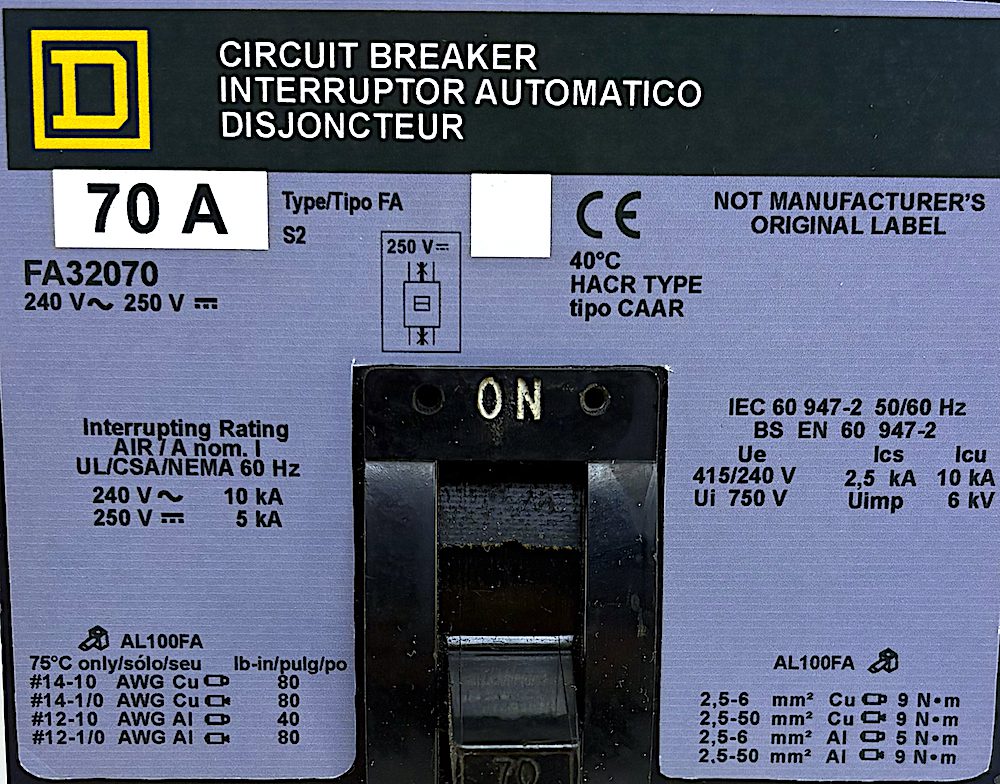 D
CIRCUIT BREAKER
INTERRUPTOR AUTOMATICO
DISJONCTEUR
70 A
Type/Tipo FA
S2
CE
NOT MANUFACTURER'S
ORIGINAL LABEL
FA32070
240 V~ 250 V ⎓
250 V⎓
40°C
HACR TYPE
tipo CAAR
ON
Interrupting Rating
AIR / A nom. I
UL/CSA/NEMA 60 Hz
240 V ~ 10 kA
250 V ⎓ 5 kA
IEC 60 947-2 50/60 Hz
BS EN 60 947-2
Ue Ics Icu
415/240 V 2,5 kA 10 kA
Ui 750 V Uimp 6 kV
AL100FA
75°C only/sólo/seu lb-in/pulg/po
#14-10 AWG Cu 80
#14-1/0 AWG Cu 80
#12-10 AWG Al 40
#12-1/0 AWG Al 80
AL100FA
2,5-6 mm² Cu 9 N•m
2,5-50 mm² Cu 9 N•m
2,5-6 mm² Al 5 N•m
2,5-50 mm² Al 9 N•m
70